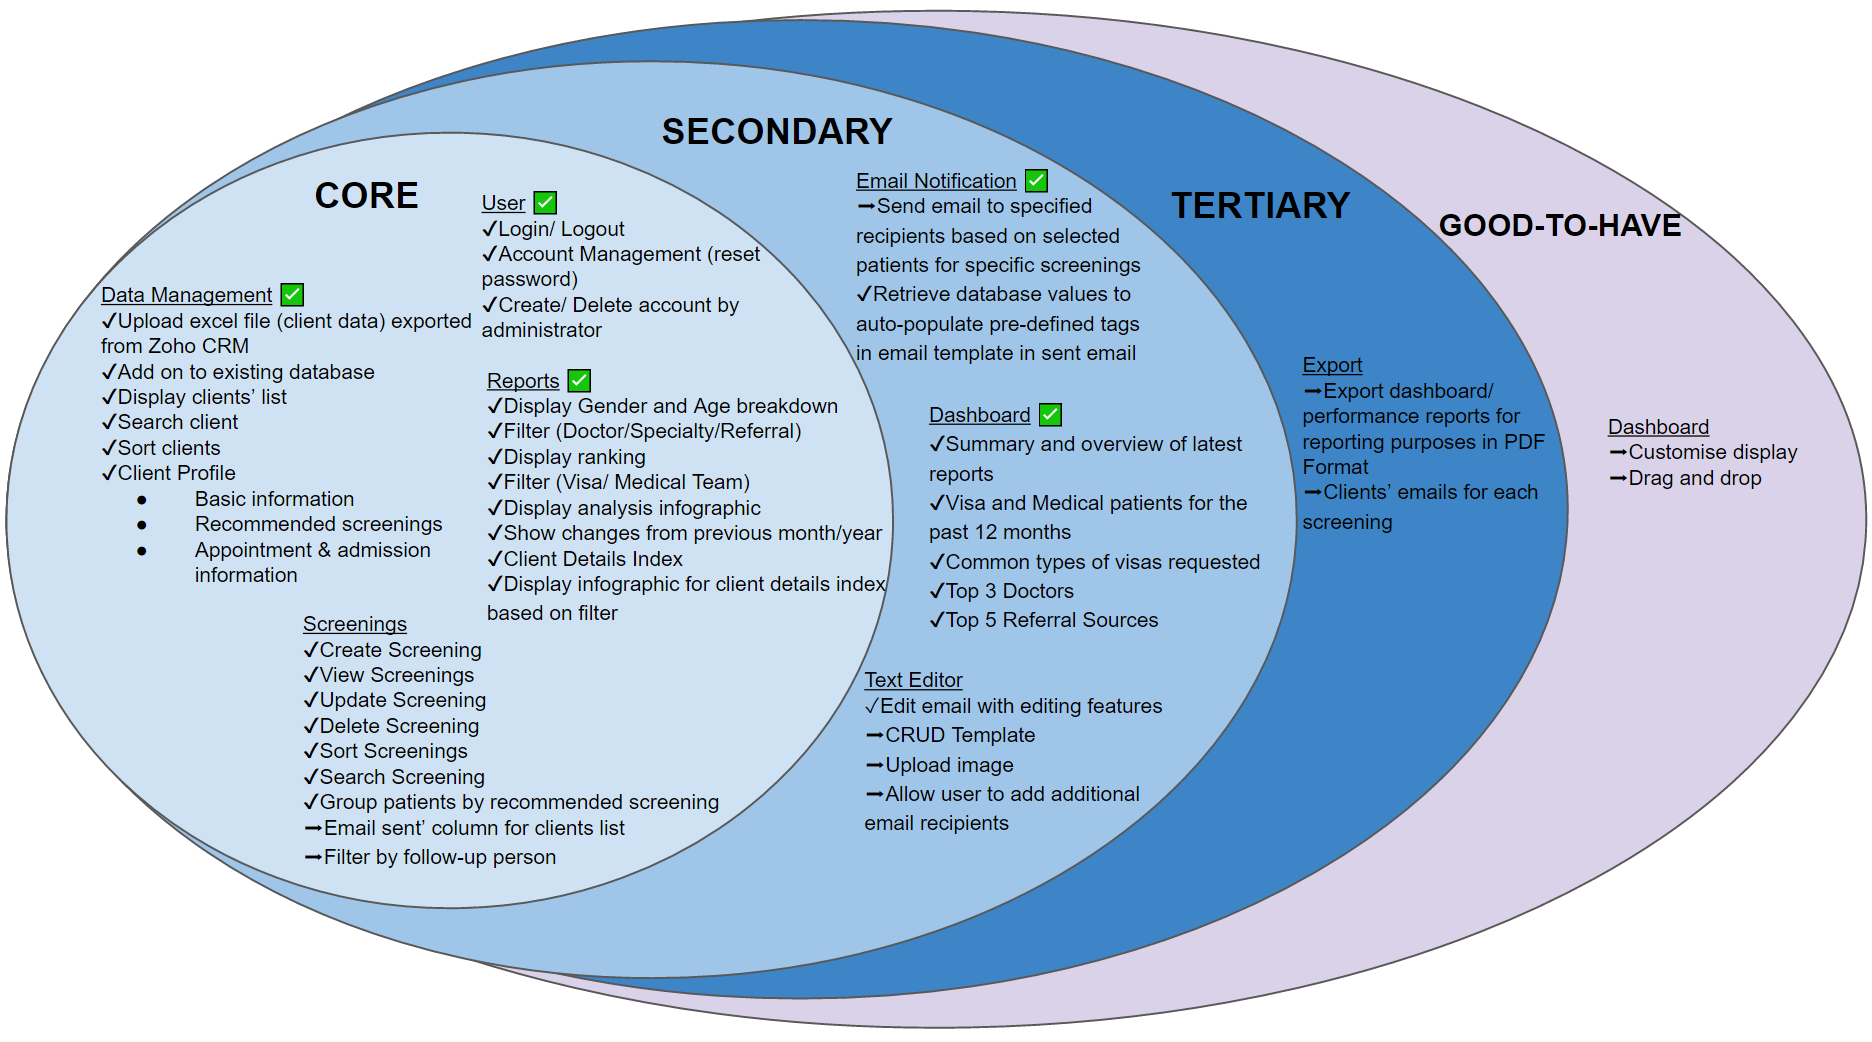 CORE
Data Management ✅
✓Upload excel file (client data) exported
from Zoho CRM
✓Add on to existing database
✓Display clients’ list
✓Search client
✓Sort clients
✓Client Profile
● Basic information
● Recommended screenings
● Appointment & admission
information
User ✅
✓Login/ Logout
✓Account Management (reset
password)
✓Create/ Delete account by
administrator
Reports ✅
✓Display Gender and Age breakdown
✓Filter (Doctor/Specialty/Referral)
✓Display ranking
✓Filter (Visa/ Medical Team)
✓Display analysis infographic
✓Show changes from previous month/year
✓Client Details Index
✓Display infographic for client details index
based on filter
Screenings
✓Create Screening
✓View Screenings
✓Update Screening
✓Delete Screening
✓Sort Screenings
✓Search Screening
✓Group patients by recommended screening
➞Email sent’ column for clients list
➞Filter by follow-up person
SECONDARY
Email Notification ✅
➞Send email to specified
recipients based on selected
patients for specific screenings
✓Retrieve database values to
auto-populate pre-defined tags
in email template in sent email
Dashboard ✅
✓Summary and overview of latest
reports
✓Visa and Medical patients for the
past 12 months
✓Common types of visas requested
✓Top 3 Doctors
✓Top 5 Referral Sources
Text Editor
✓Edit email with editing features
➞CRUD Template
➞Upload image
➞Allow user to add additional
email recipients
TERTIARY
Export
➞Export dashboard/
performance reports for
reporting purposes in PDF
Format
➞Clients’ emails for each
screening
GOOD-TO-HAVE
Dashboard
➞Customise display
➞Drag and drop